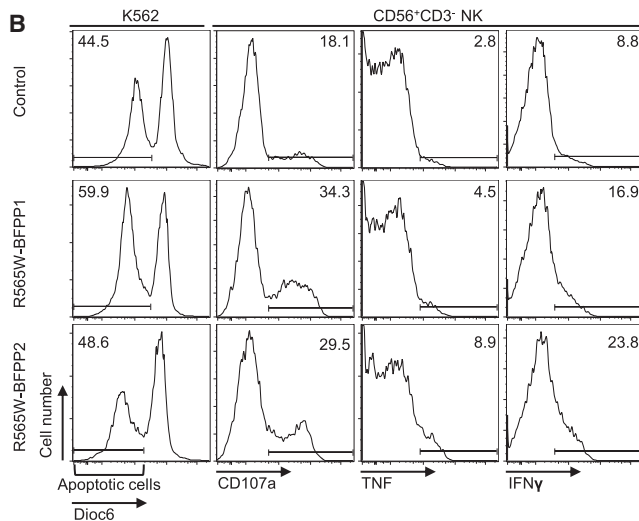 B
K562
CD56⁺CD3⁻ NK
Control
44.5
18.1
2.8
8.8
R565W-BFPP1
59.9
34.3
4.5
16.9
R565W-BFPP2
48.6
29.5
8.9
23.8
Cell number
Apoptotic cells
Dioc6
CD107a
TNF
IFNγ